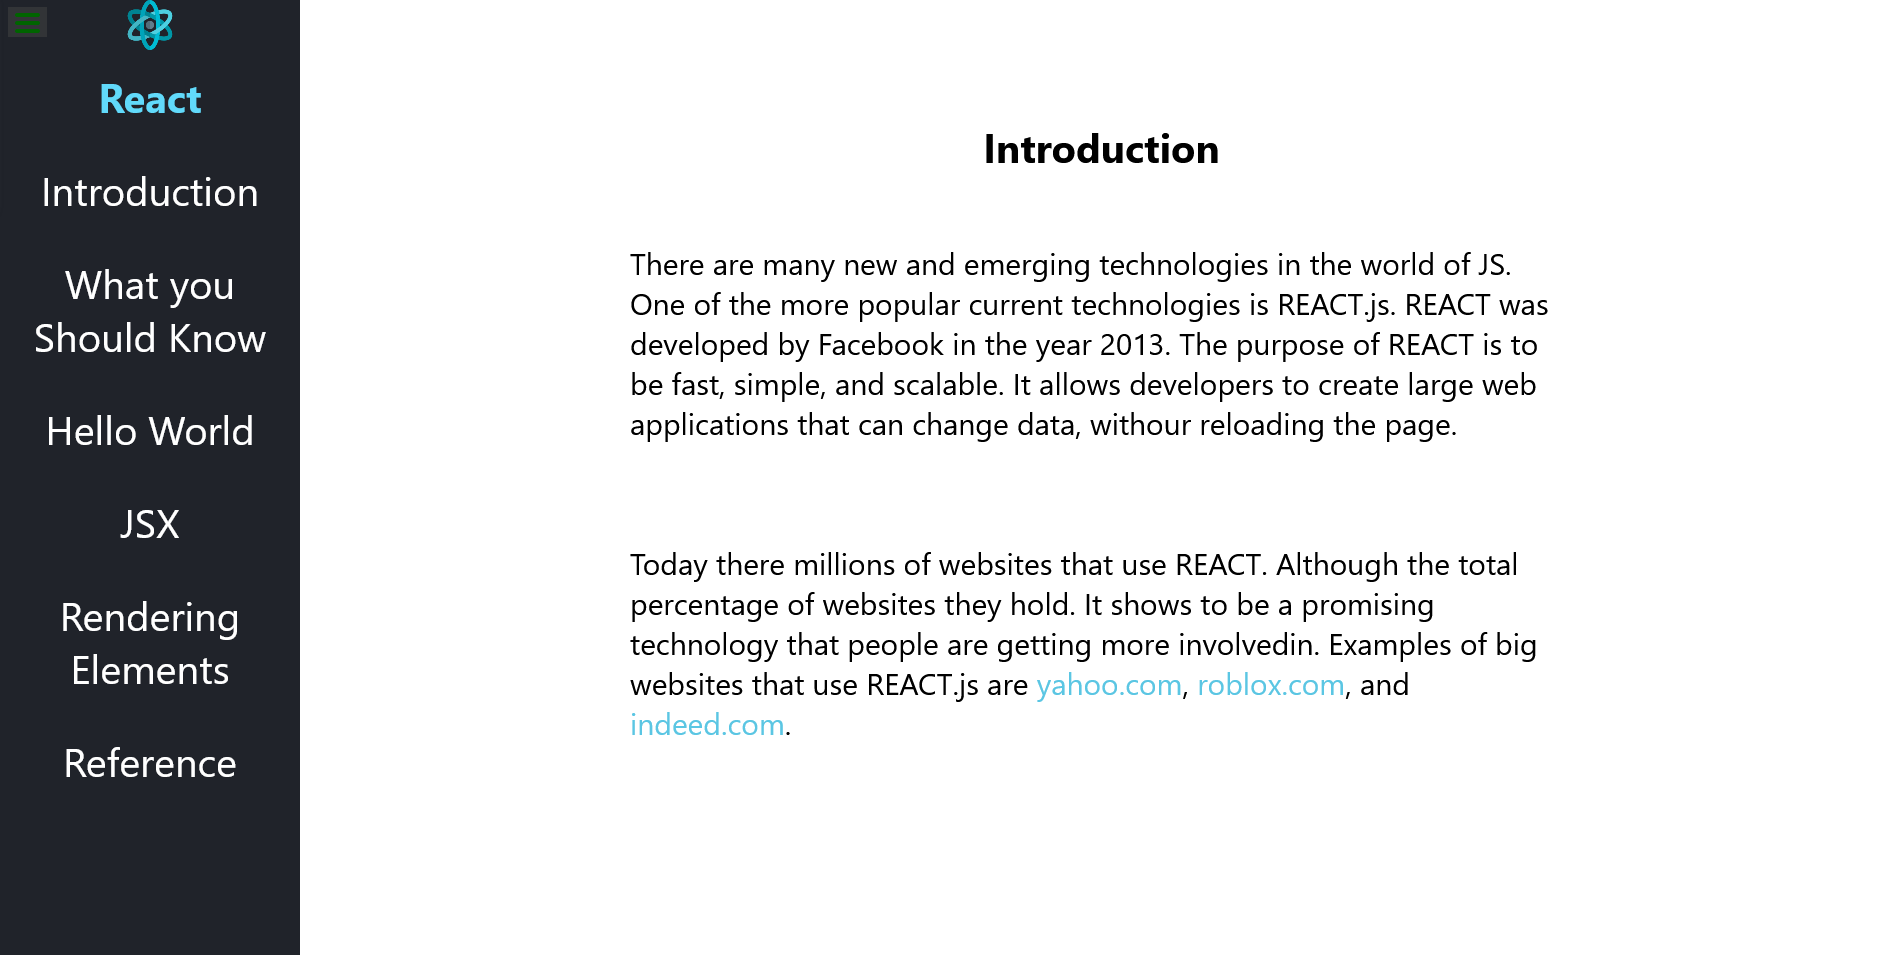 React
Introduction
What you
Should Know
Hello World
JSX
Rendering
Elements
Reference
Introduction
There are many new and emerging technologies in the world of JS.
One of the more popular current technologies is REACT.js. REACT was
developed by Facebook in the year 2013. The purpose of REACT is to
be fast, simple, and scalable. It allows developers to create large web
applications that can change data, withour reloading the page.
Today there millions of websites that use REACT. Although the total
percentage of websites they hold. It shows to be a promising
technology that people are getting more involvedin. Examples of big
websites that use REACT.js are yahoo.com, roblox.com, and
indeed.com.